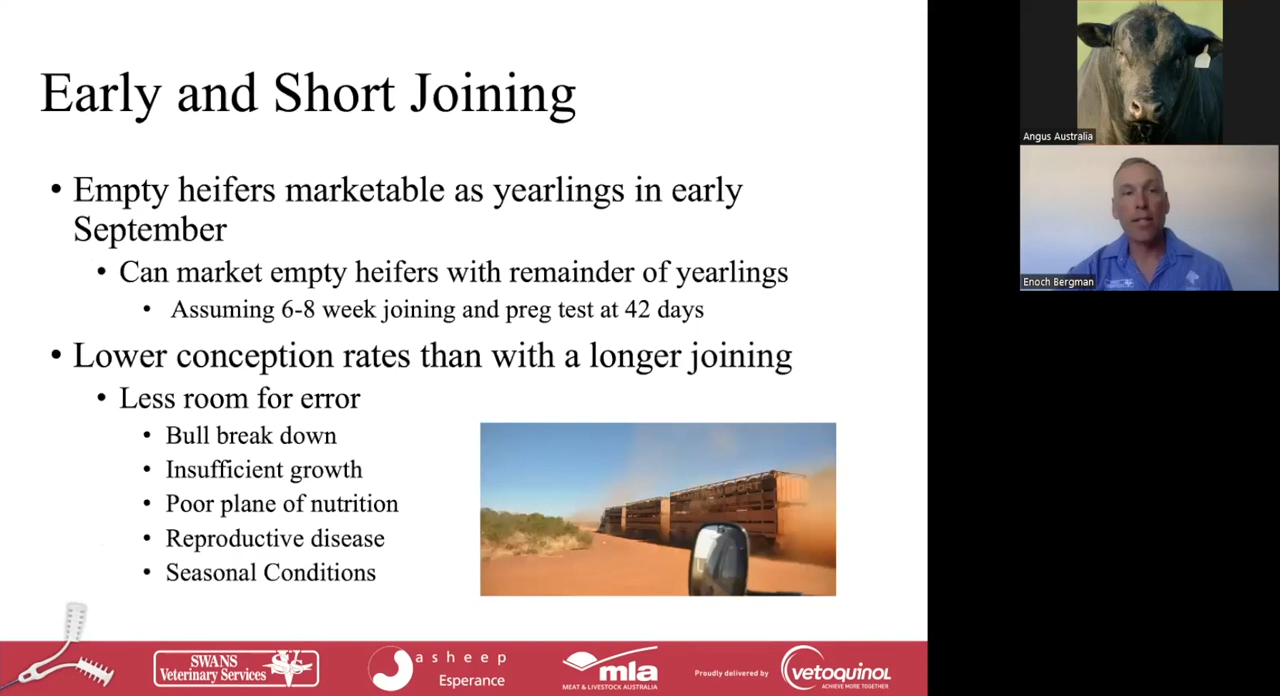 Early and Short Joining
• Empty heifers marketable as yearlings in early
September
• Can market empty heifers with remainder of yearlings
• Assuming 6-8 week joining and preg test at 42 days
• Lower conception rates than with a longer joining
• Less room for error
• Bull break down
• Insufficient growth
• Poor plane of nutrition
• Reproductive disease
• Seasonal Conditions
SWANS
Veterinary Services
SVS
asheep
Esperance
mla
MEAT & LIVESTOCK AUSTRALIA
Proudly delivered by
vetoquinol
ACHIEVE MORE TOGETHER
Angus Australia
Enoch Bergman